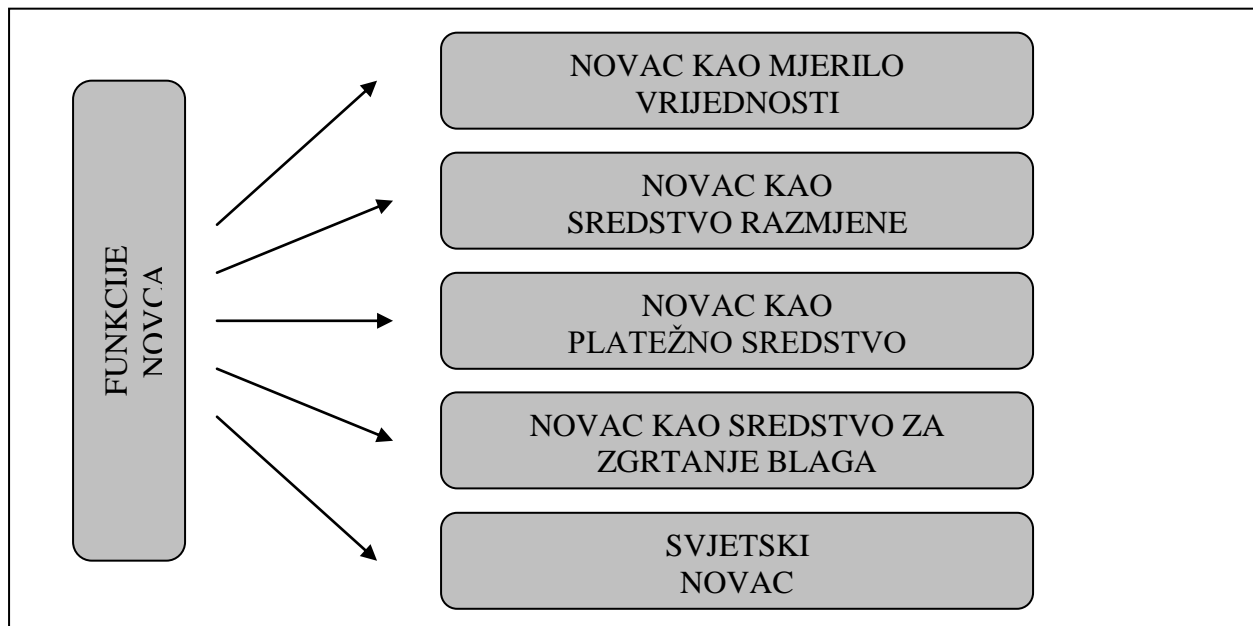 FUNKCIJE
NOVCA
NOVAC KAO MJERILO
VRIJEDNOSTI
NOVAC KAO
SREDSTVO RAZMJENE
NOVAC KAO
PLATEŽNO SREDSTVO
NOVAC KAO SREDSTVO ZA
ZGRTANJE BLAGA
SVJETSKI
NOVAC